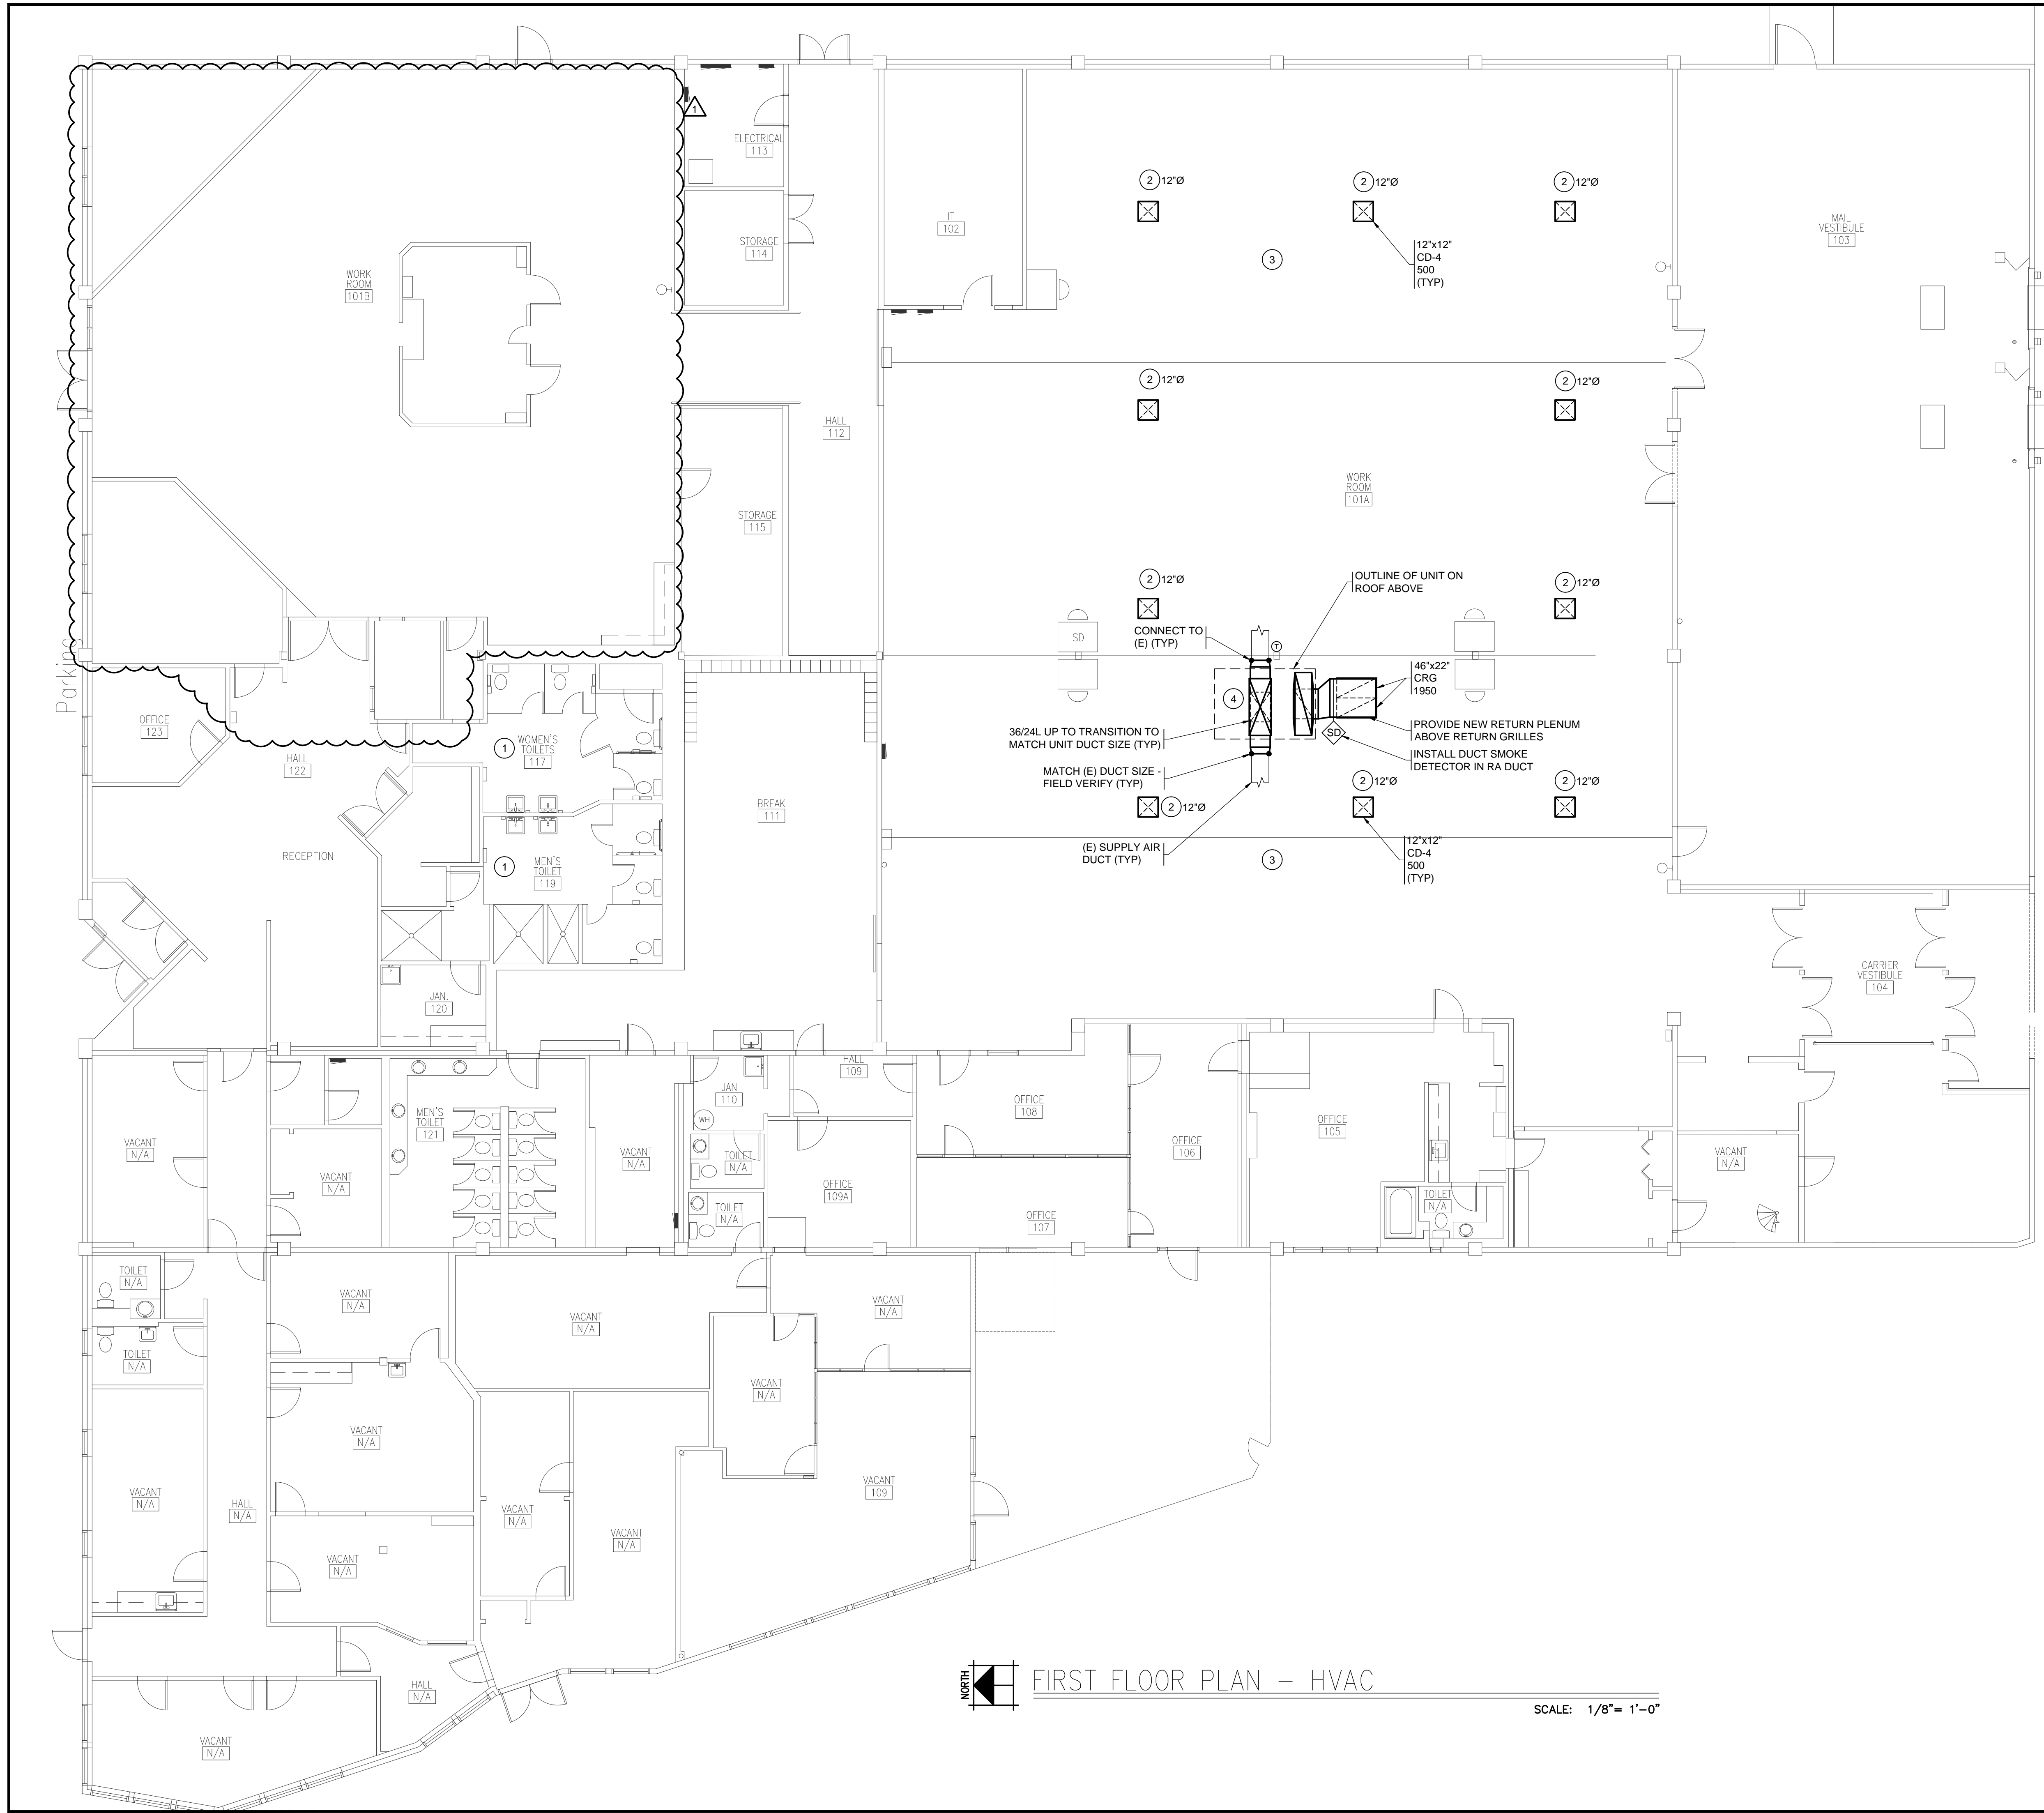 1
ELECTRICAL
113
2 12"Ø
2 12"Ø
2 12"Ø
IT
102
MAIL
VESTIBULE
103
STORAGE
114
12"x12"
CD-4
500
(TYP)
3
WORK
ROOM
101B
2 12"Ø
2 12"Ø
HALL
112
WORK
ROOM
101A
STORAGE
115
2 12"Ø
2 12"Ø
OUTLINE OF UNIT ON
ROOF ABOVE
SD
CONNECT TO
(E) (TYP)
T
Parking
46"x22"
CRG
1950
4
OFFICE
123
PROVIDE NEW RETURN PLENUM
ABOVE RETURN GRILLES
36/24L UP TO TRANSITION TO
MATCH UNIT DUCT SIZE (TYP)
SD
1
WOMEN'S
TOILETS
117
INSTALL DUCT SMOKE
DETECTOR IN RA DUCT
HALL
122
MATCH (E) DUCT SIZE -
FIELD VERIFY (TYP)
2 12"Ø
2 12"Ø
2 12"Ø
BREAK
111
RECEPTION
(E) SUPPLY AIR
DUCT (TYP)
3
12"x12"
CD-4
500
(TYP)
1
MEN'S
TOILET
119
CARRIER
VESTIBULE
104
JAN.
120
HALL
109
JAN
110
WH
OFFICE
108
MEN'S
TOILET
121
OFFICE
105
OFFICE
106
VACANT
N/A
VACANT
N/A
TOILET
N/A
VACANT
N/A
VACANT
N/A
OFFICE
109A
TOILET
N/A
TOILET
N/A
OFFICE
107
TOILET
N/A
VACANT
N/A
VACANT
N/A
VACANT
N/A
TOILET
N/A
VACANT
N/A
VACANT
N/A
VACANT
N/A
HALL
N/A
VACANT
109
VACANT
N/A
VACANT
N/A
VACANT
N/A
HALL
N/A
VACANT
N/A
NORTH
FIRST FLOOR PLAN - HVAC
SCALE: 1/8"= 1'-0"